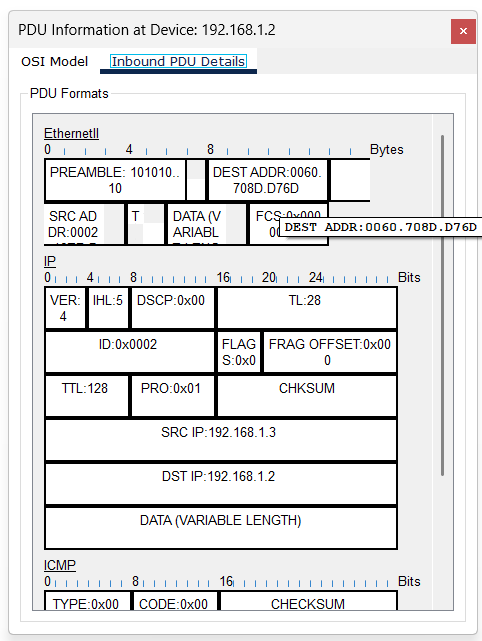 PDU Information at Device: 192.168.1.2
OSI Model Inbound PDU Details
PDU Formats
EthernetII
0 4 8 Bytes
PREAMBLE: 101010..
10
DEST ADDR:0060.
708D.D76D
SRC AD
DR:0002
T
DATA (V
ARIABL
FCS:0x000
DEST ADDR:0060.708D.D76D
IP
0 4 8 16 20 24 Bits
VER:
4
IHL:5
DSCP:0x00
TL:28
ID:0x0002
FLAG
S:0x0
FRAG OFFSET:0x00
0
TTL:128
PRO:0x01
CHKSUM
SRC IP:192.168.1.3
DST IP:192.168.1.2
DATA (VARIABLE LENGTH)
ICMP
0 8 16 Bits
TYPE:0x00
CODE:0x00
CHECKSUM